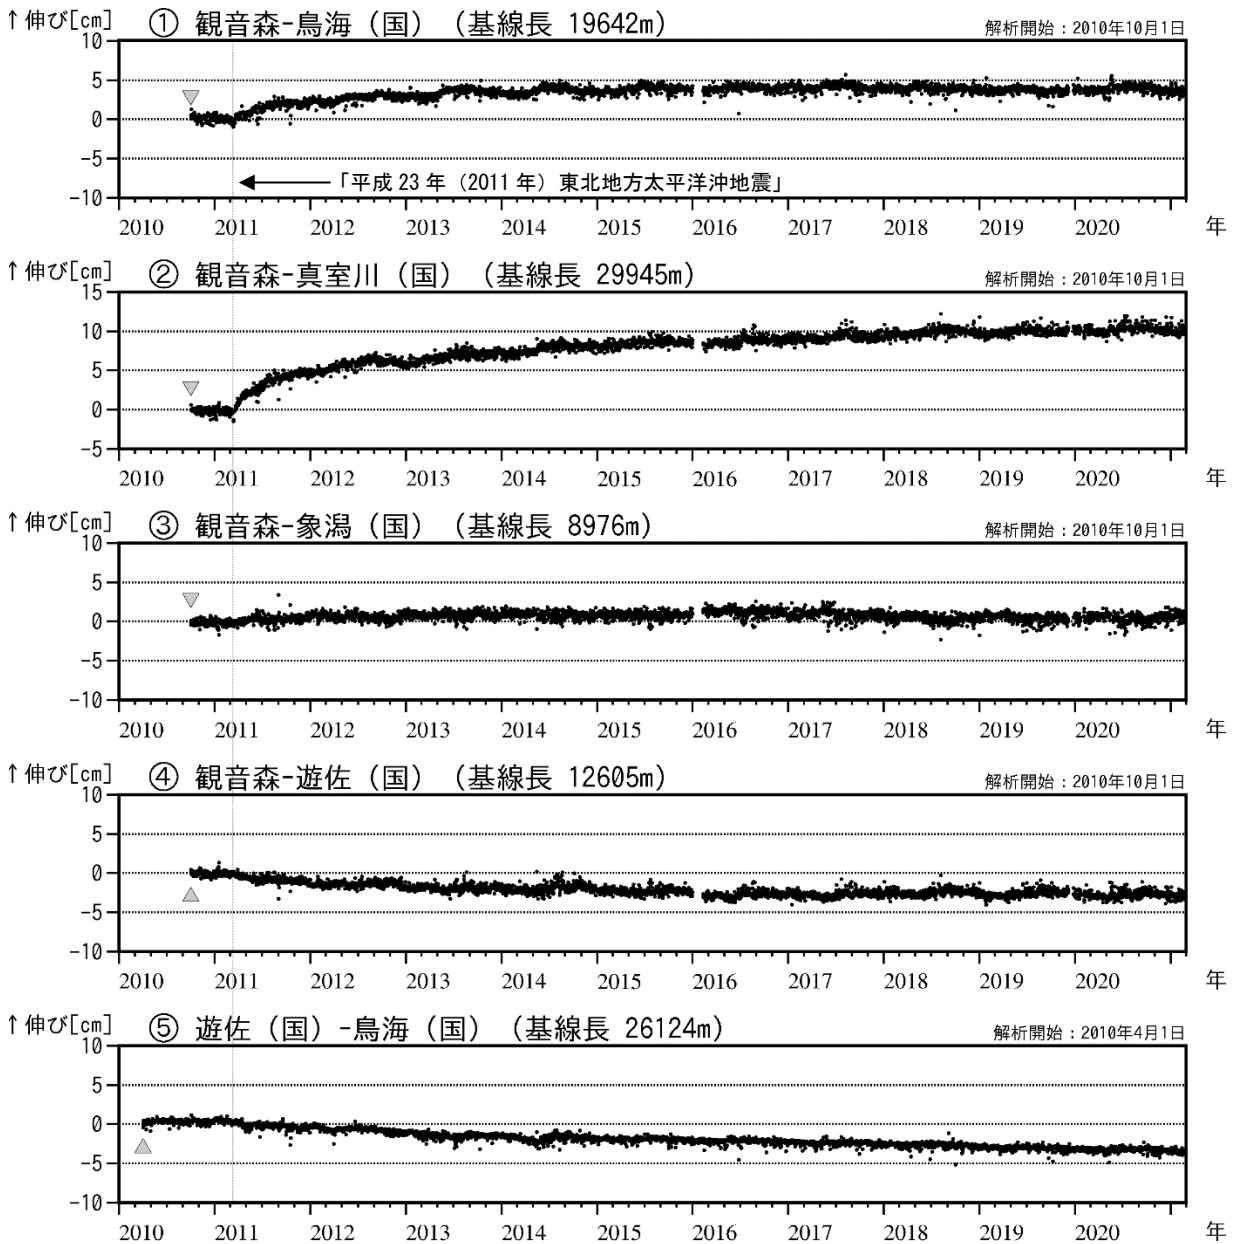 ↑伸び[cm] ① 観音森-鳥海（国）（基線長 19642m） 解析開始：2010年10月1日
10
5
0
-5
「平成 23 年（2011 年）東北地方太平洋沖地震」
-10
2010 2011 2012 2013 2014 2015 2016 2017 2018 2019 2020 年
↑伸び[cm] ② 観音森-真室川（国）（基線長 29945m） 解析開始：2010年10月1日
15
10
5
0
-5
2010 2011 2012 2013 2014 2015 2016 2017 2018 2019 2020 年
↑伸び[cm] ③ 観音森-象潟（国）（基線長 8976m） 解析開始：2010年10月1日
10
5
0
-5
-10
2010 2011 2012 2013 2014 2015 2016 2017 2018 2019 2020 年
↑伸び[cm] ④ 観音森-遊佐（国）（基線長 12605m） 解析開始：2010年10月1日
10
5
0
-5
-10
2010 2011 2012 2013 2014 2015 2016 2017 2018 2019 2020 年
↑伸び[cm] ⑤ 遊佐（国）-鳥海（国）（基線長 26124m） 解析開始：2010年4月1日
10
5
0
-5
-10
2010 2011 2012 2013 2014 2015 2016 2017 2018 2019 2020 年